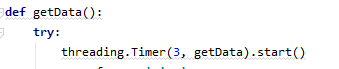 def getData():
    try:
        threading.Timer(3, getData).start()